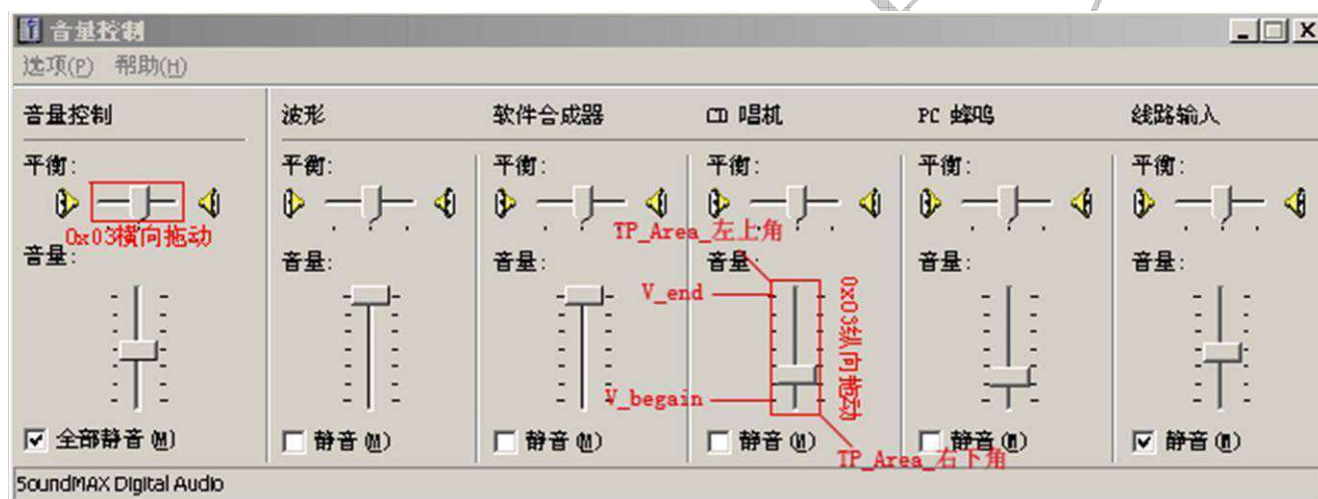 音量控制
选项(P) 帮助(H)
音量控制 波形 软件合成器 CD 唱机 PC 蜂鸣 线路输入
平衡: 平衡: 平衡: 平衡: 平衡: 平衡:
0x03横向拖动
TP_Area_左上角
音量: 音量: 音量: 音量: 音量: 音量:
V_end
0x03纵向拖动
V_begain
全部静音(M) 静音(M) 静音(M) 静音(M) 静音(M) 静音(M)
TP_Area_右下角
SoundMAX Digital Audio